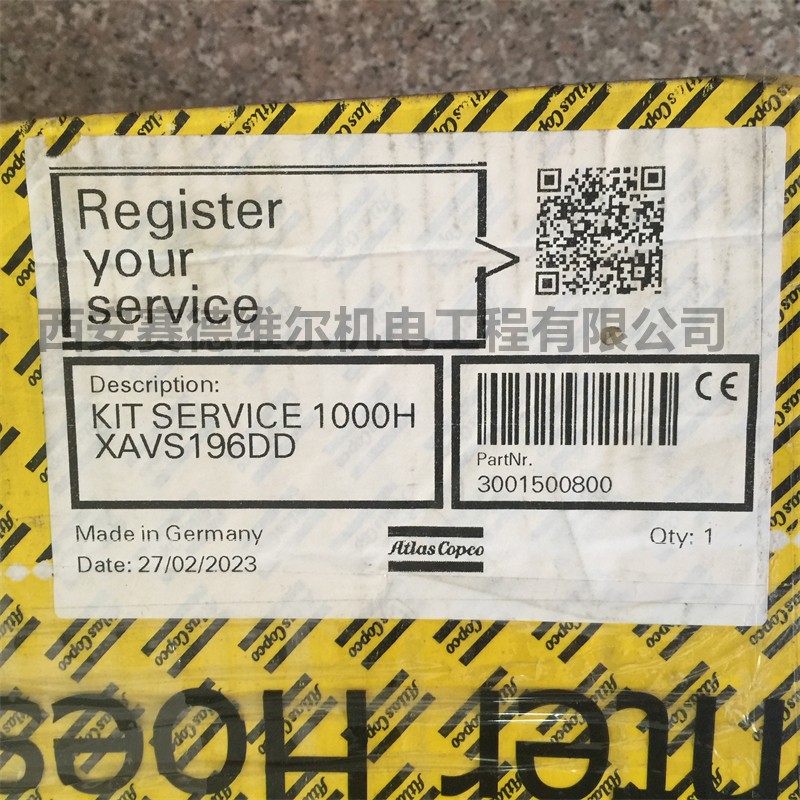 Register
your
service
西安赛德维尔机电工程有限公司
Description:
KIT SERVICE 1000H
XAVS196DD
CE
PartNr.
3001500800
Made in Germany
Date: 27/02/2023
Atlas Copco
Qty: 1